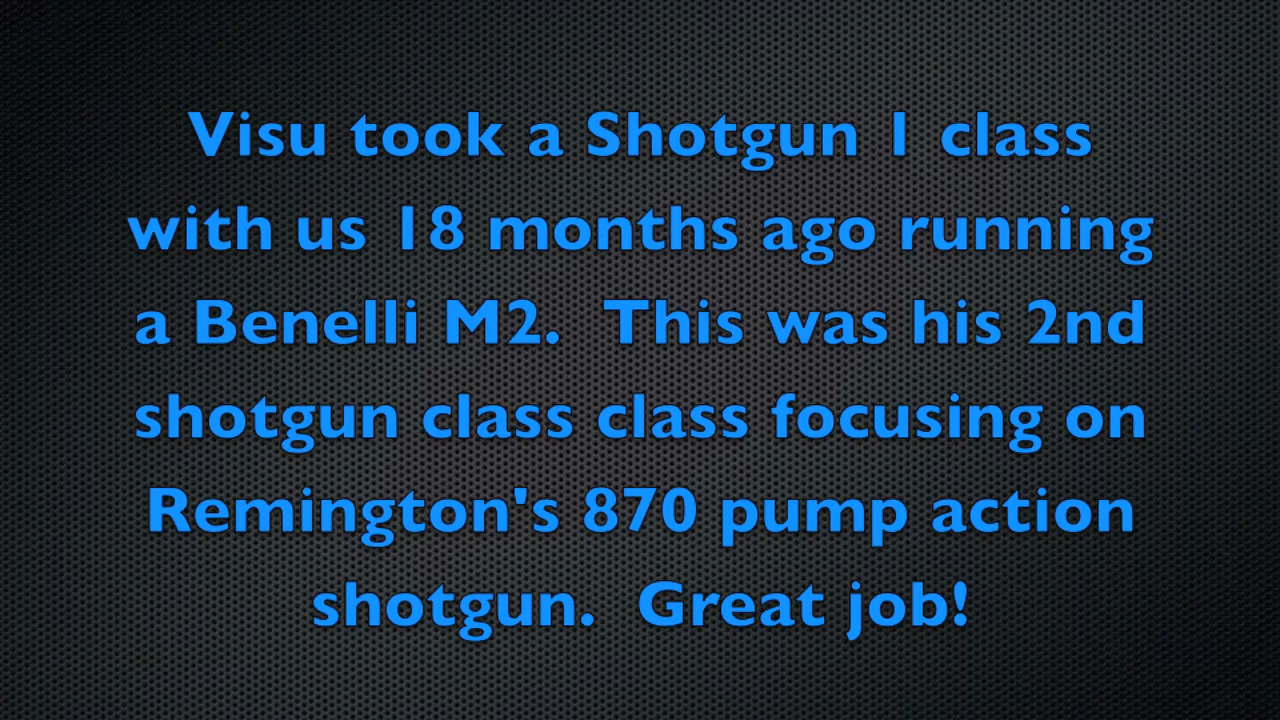 Visu took a Shotgun 1 class
with us 18 months ago running
a Benelli M2.  This was his 2nd
shotgun class class focusing on
Remington's 870 pump action
shotgun.  Great job!